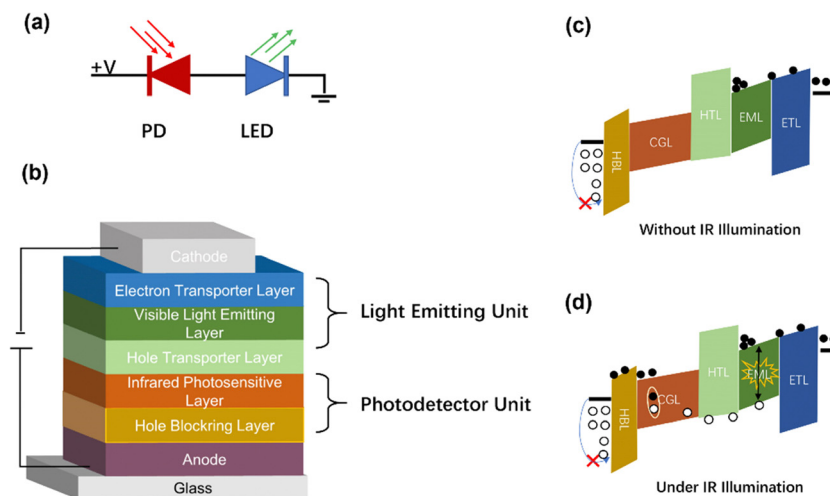 (a)
+V
PD
LED
(b)
Cathode
Electron Transporter Layer
Visible Light Emitting
Layer
Hole Transporter Layer
Infrared Photosensitive
Layer
Hole Blockring Layer
Anode
Glass
Light Emitting Unit
Photodetector Unit
(c)
HBL
CGL
HTL
EML
ETL
Without IR Illumination
(d)
HBL
CGL
HTL
EML
ETL
Under IR Illumination